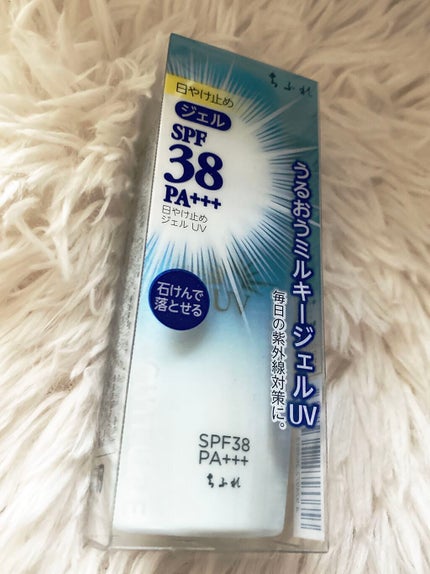 ちふれ
日やけ止め
ジェル
SPF
38
PA+++
日やけ止め
ジェル UV
石けんで
落とせる
うるおうミルキージェルUV
毎日の紫外線対策に。
SPF38
PA+++
ちふれ